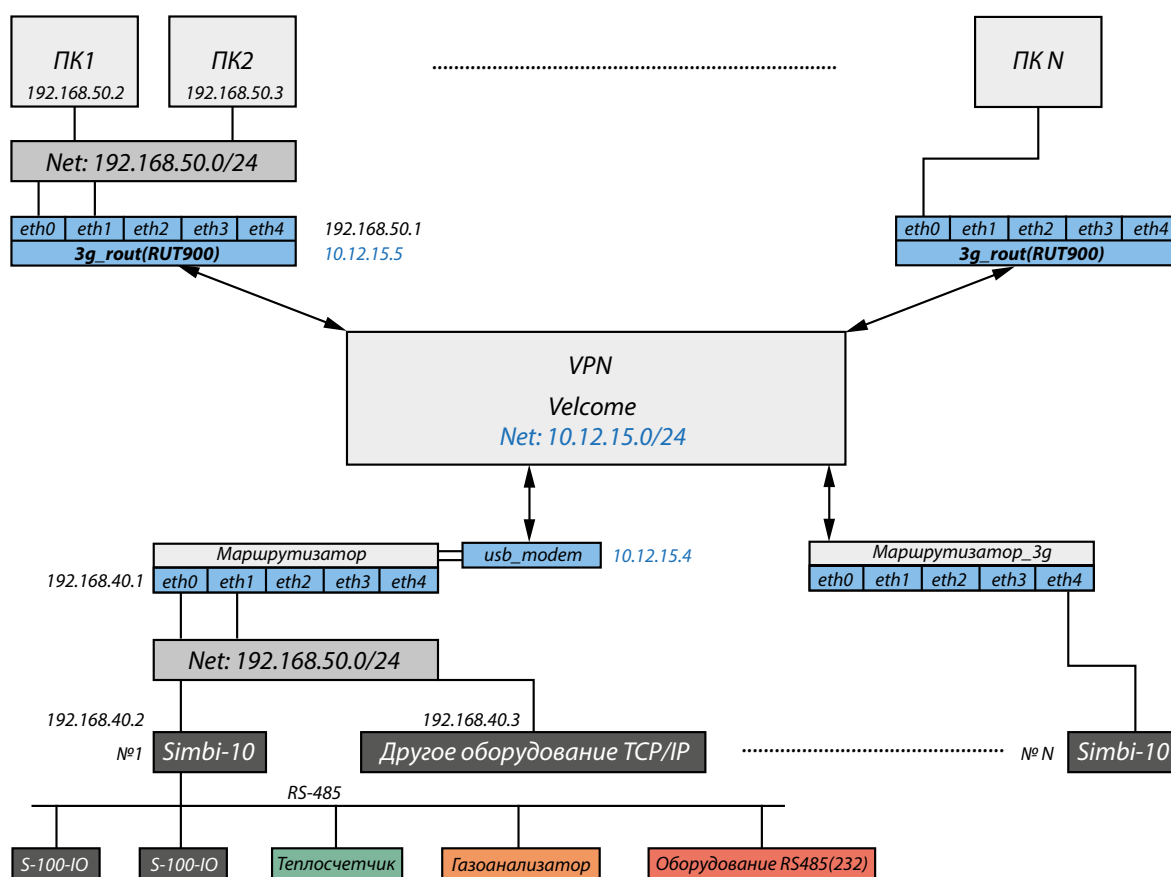 ПК1
192.168.50.2
ПК2
192.168.50.3
ПК N
Net: 192.168.50.0/24
eth0 eth1 eth2 eth3 eth4
3g_rout(RUT900)
192.168.50.1
10.12.15.5
eth0 eth1 eth2 eth3 eth4
3g_rout(RUT900)
VPN
Velcome
Net: 10.12.15.0/24
Маршрутизатор
usb_modem
10.12.15.4
192.168.40.1
eth0 eth1 eth2 eth3 eth4
Маршрутизатор_3g
eth0 eth1 eth2 eth3 eth4
Net: 192.168.50.0/24
192.168.40.2
№1
Simbi-10
192.168.40.3
Другое оборудование TCP/IP
№ N
Simbi-10
RS-485
S-100-IO
S-100-IO
Теплосчетчик
Газоанализатор
Оборудование RS485(232)